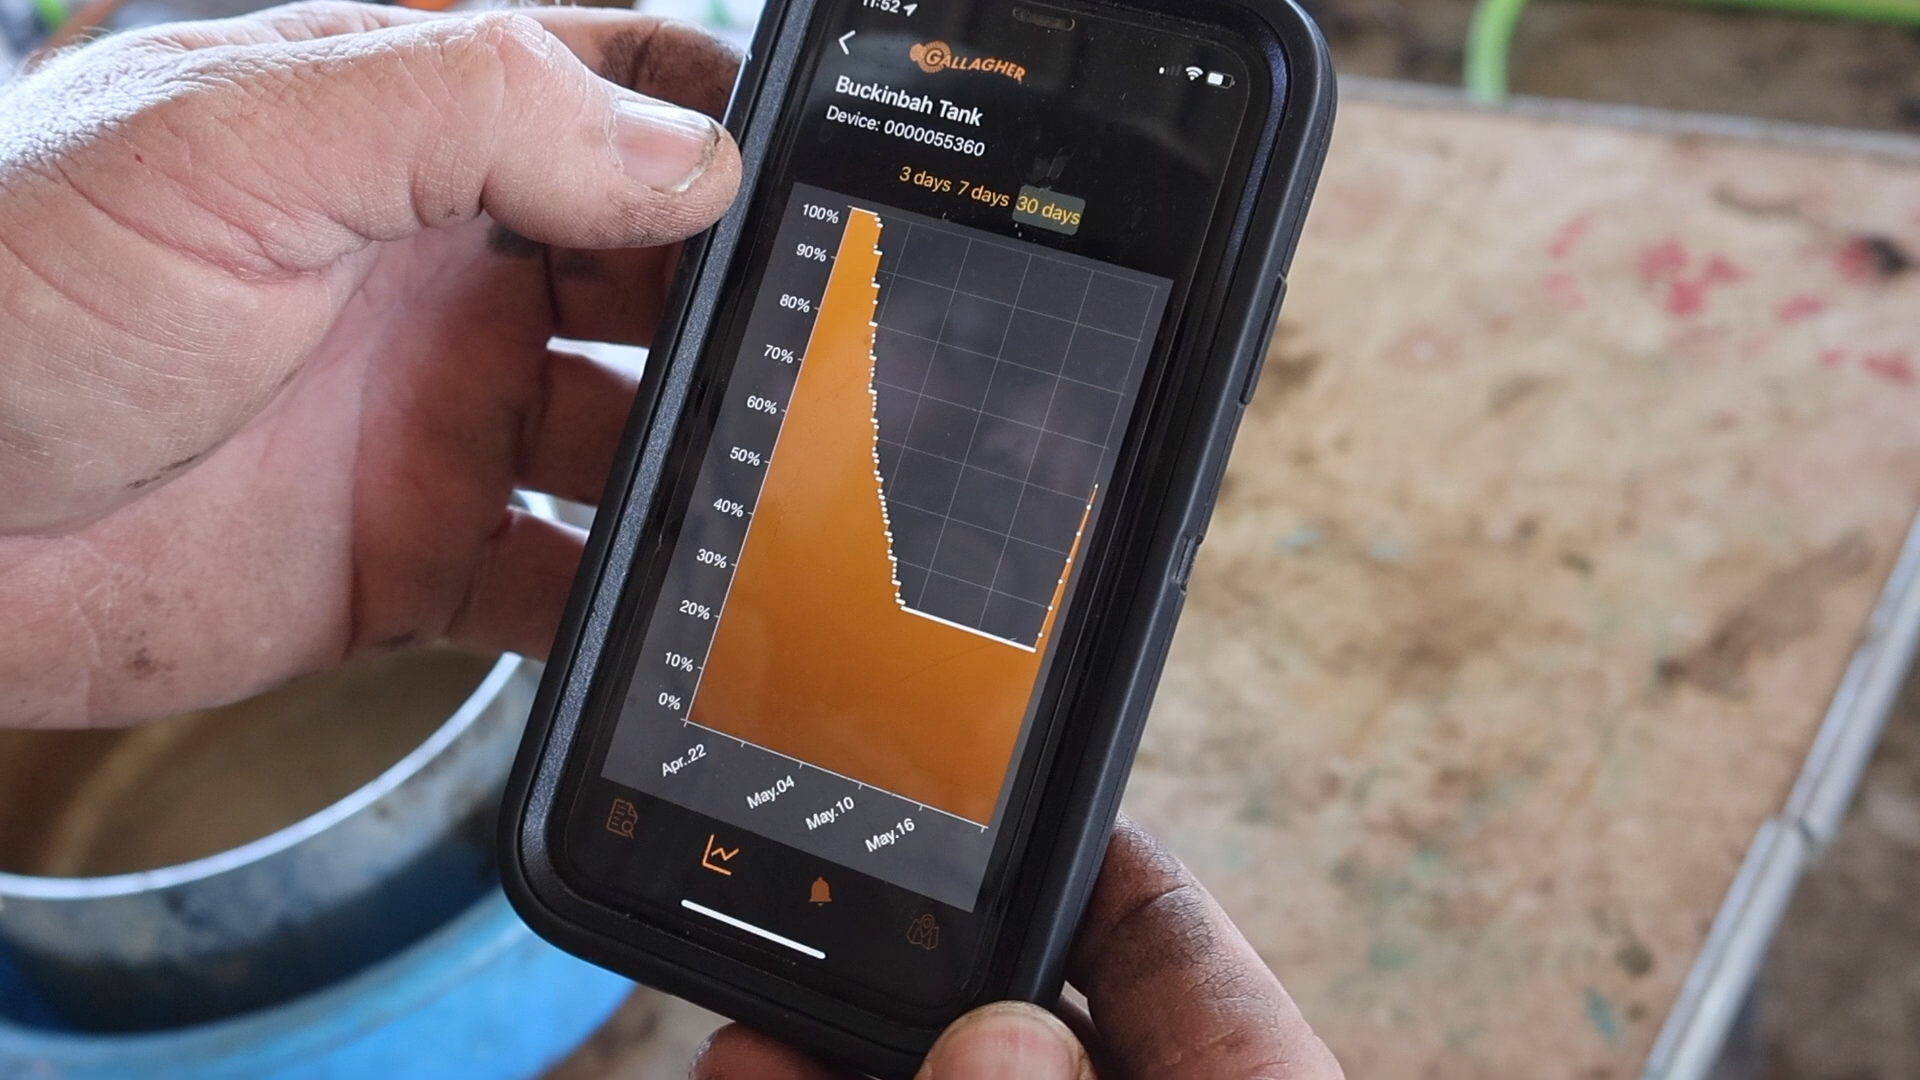 11:52
GALLAGHER
Buckinbah Tank
Device: 0000055360
3 days 7 days 30 days
100%
90%
80%
70%
60%
50%
40%
30%
20%
10%
0%
Apr..22
May.04
May.10
May.16